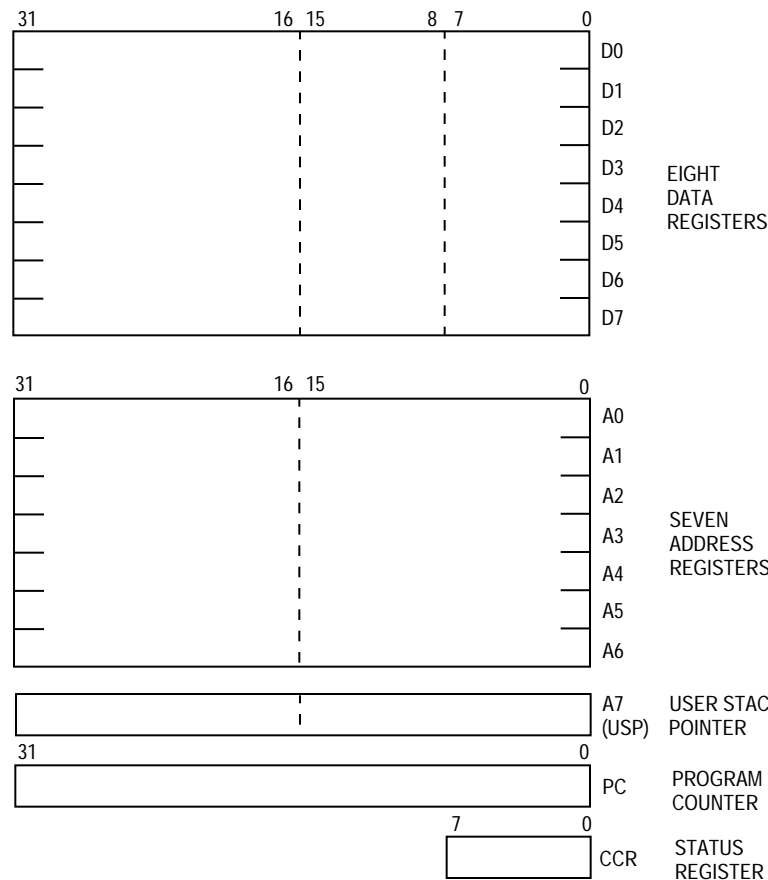 31 16 15 8 7 0
D0
D1
D2
D3
D4
D5
D6
D7
EIGHT
DATA
REGISTERS
31 16 15 0
A0
A1
A2
A3
A4
A5
A6
SEVEN
ADDRESS
REGISTERS
A7
(USP)
USER STAC
POINTER
31 0
PC
PROGRAM
COUNTER
7 0
CCR
STATUS
REGISTER